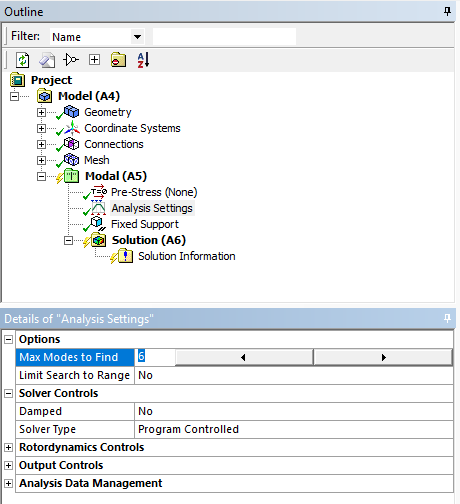 Outline
Filter: Name
Project
Model (A4)
Geometry
Coordinate Systems
Connections
Mesh
Modal (A5)
T=0 Pre-Stress (None)
Analysis Settings
Fixed Support
Solution (A6)
Solution Information
Details of "Analysis Settings"
Options
Max Modes to Find 6
Limit Search to Range No
Solver Controls
Damped No
Solver Type Program Controlled
Rotordynamics Controls
Output Controls
Analysis Data Management